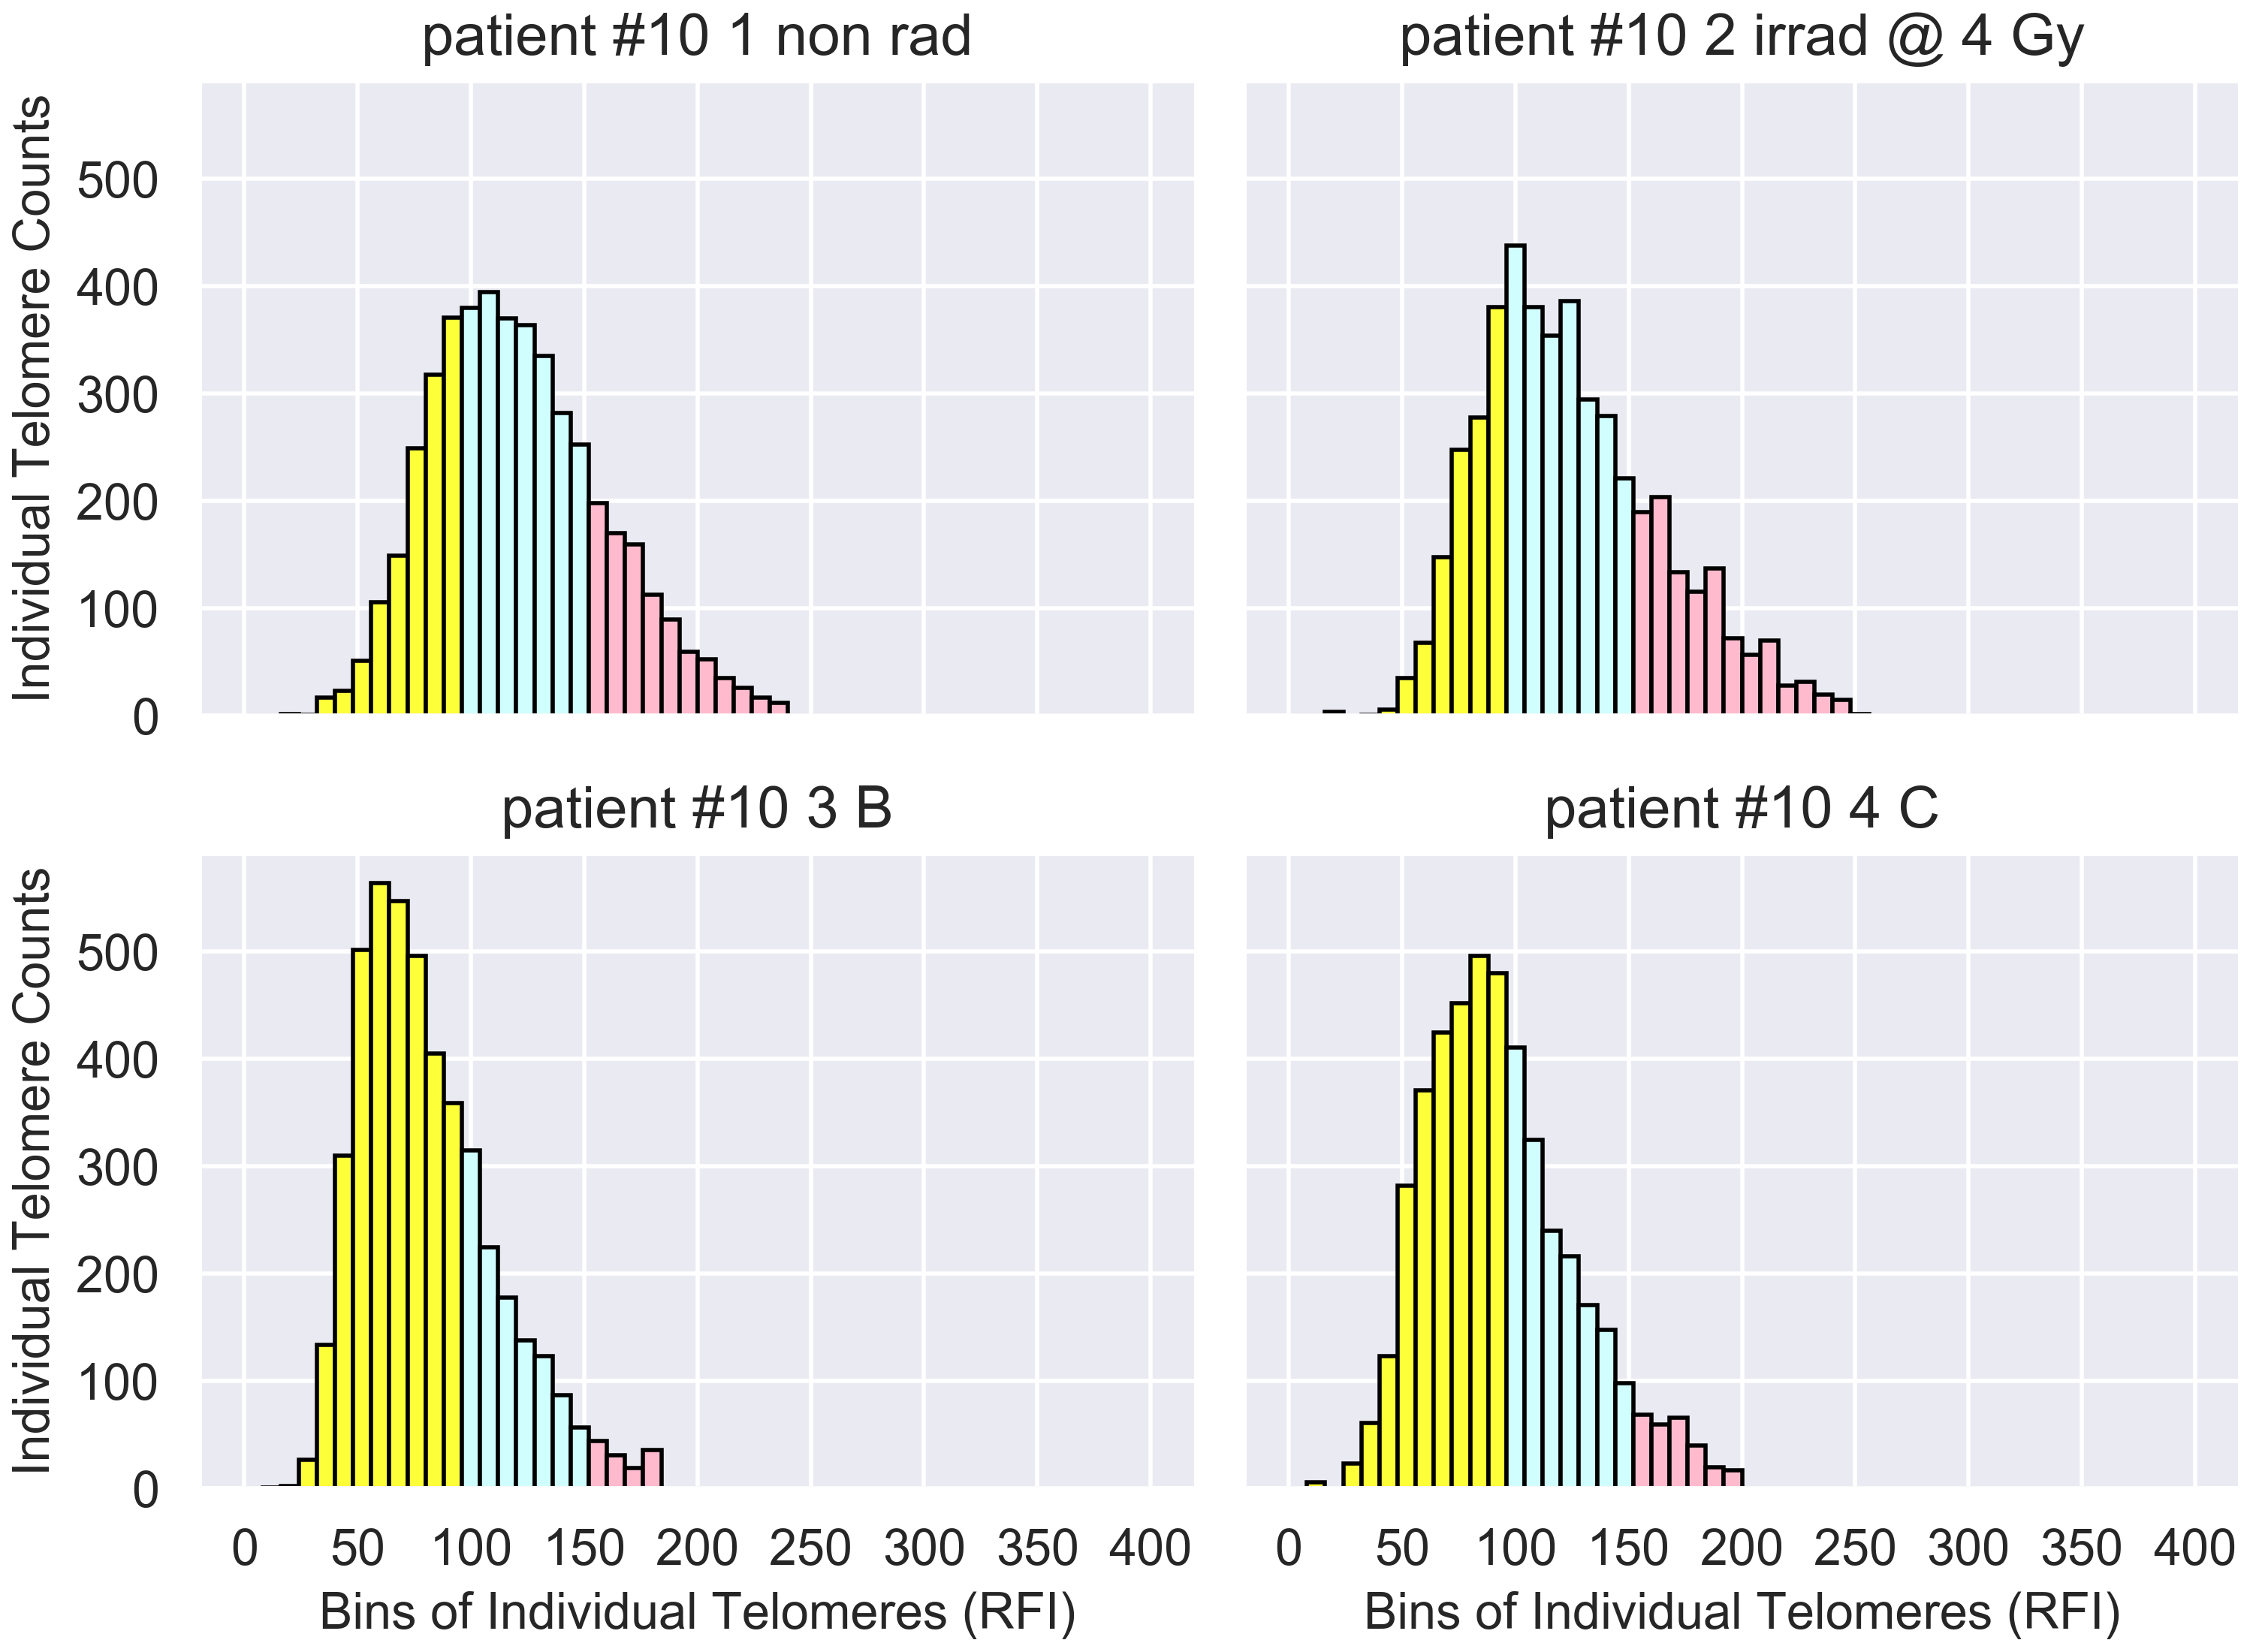 patient #10 1 non rad
patient #10 2 irrad @ 4 Gy
Individual Telomere Counts
500
400
300
200
100
0
patient #10 3 B
patient #10 4 C
Individual Telomere Counts
500
400
300
200
100
0
0 50 100 150 200 250 300 350 400
0 50 100 150 200 250 300 350 400
Bins of Individual Telomeres (RFI)
Bins of Individual Telomeres (RFI)